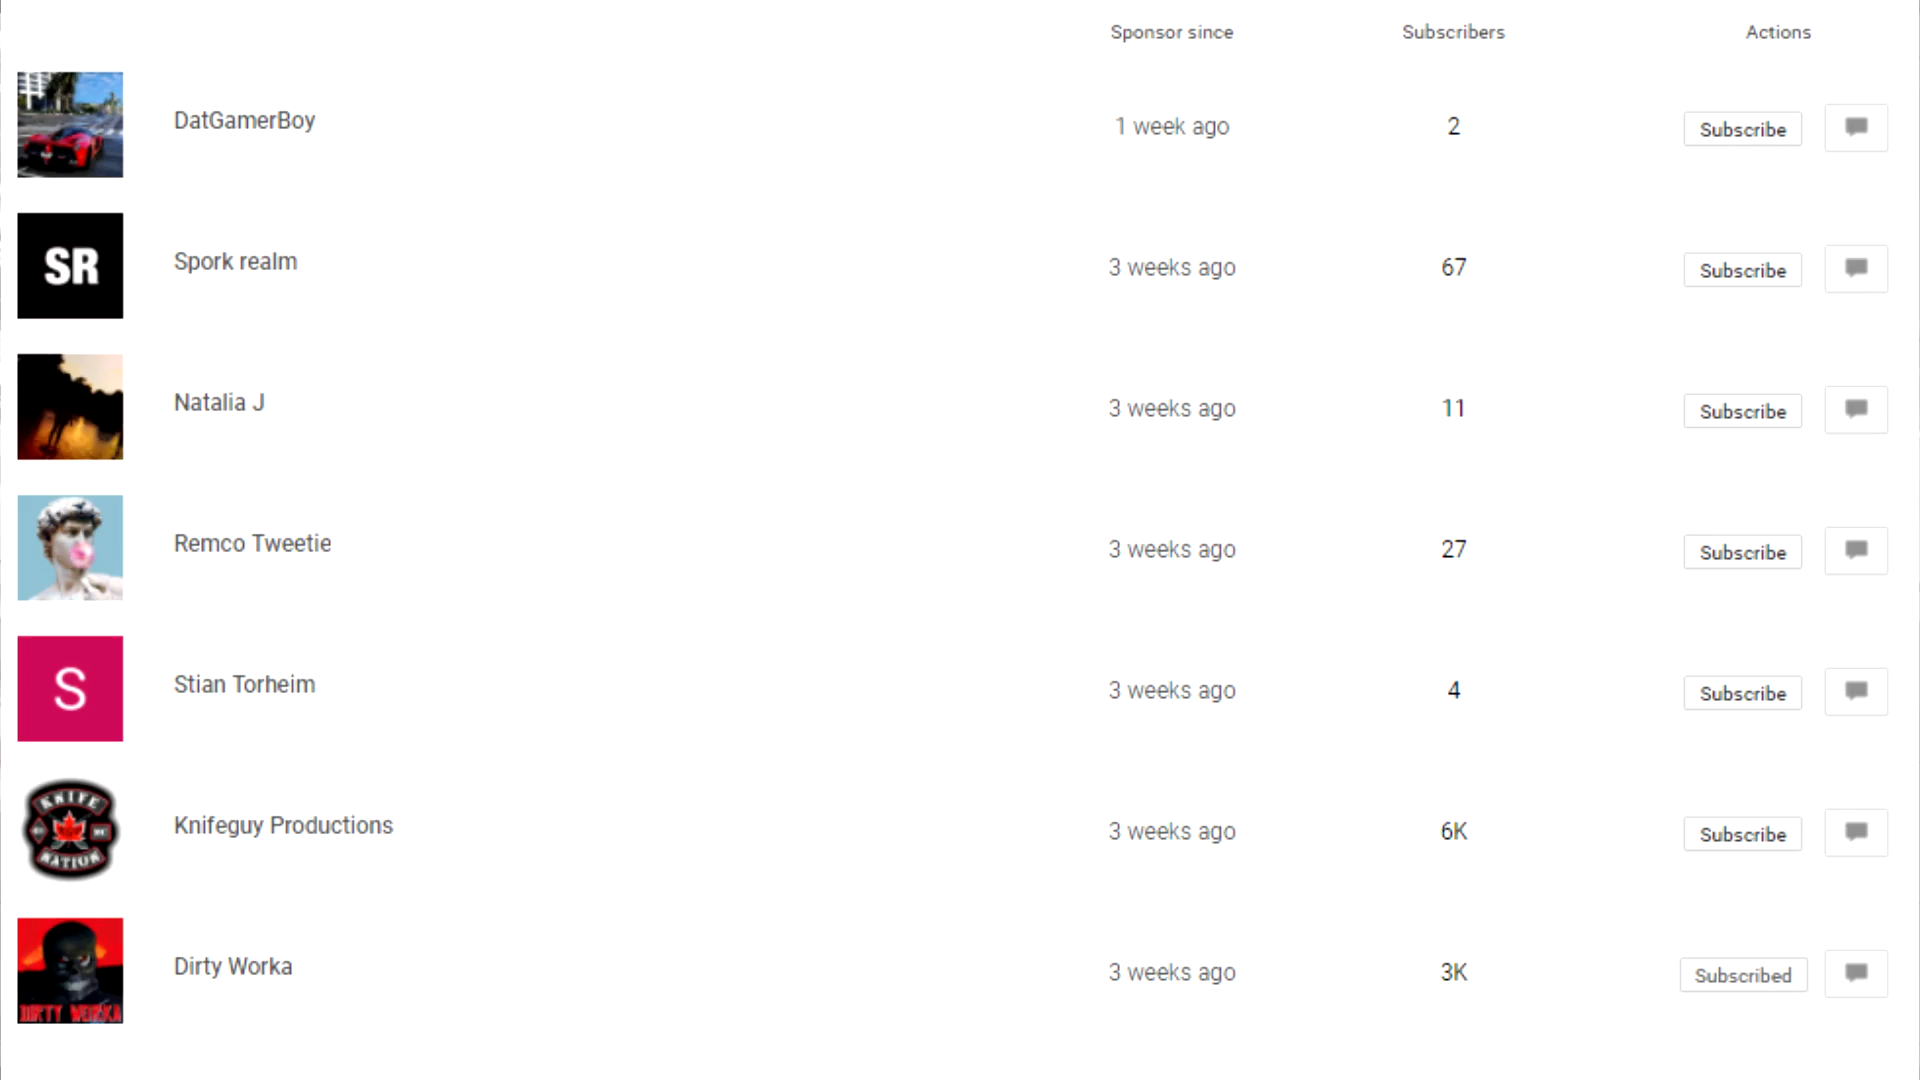 Sponsor since Subscribers Actions
DatGamerBoy 1 week ago 2 Subscribe
SR Spork realm 3 weeks ago 67 Subscribe
Natalia J 3 weeks ago 11 Subscribe
Remco Tweetie 3 weeks ago 27 Subscribe
S Stian Torheim 3 weeks ago 4 Subscribe
KNIFE
NATION
Knifeguy Productions 3 weeks ago 6K Subscribe
Dirty Worka 3 weeks ago 3K Subscribed
DIRTY WORKA